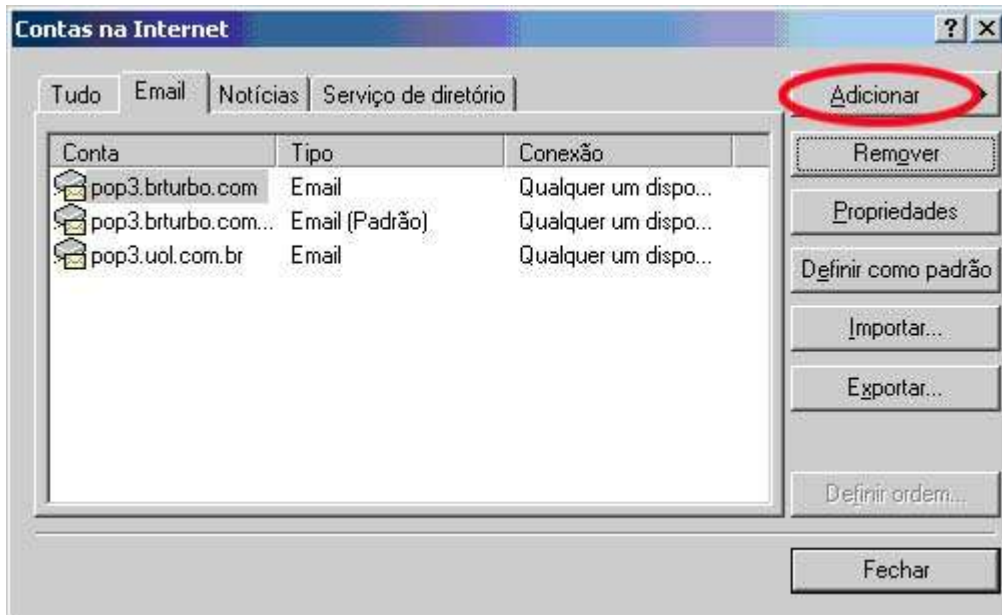 Contas na Internet
Tudo Email Notícias Serviço de diretório
Adicionar
Conta Tipo Conexão
Remover
pop3.brturbo.com Email Qualquer um dispo...
pop3.brturbo.com... Email (Padrão) Qualquer um dispo...
Propriedades
pop3.uol.com.br Email Qualquer um dispo...
Definir como padrão
Importar...
Exportar...
Definir ordem...
Fechar